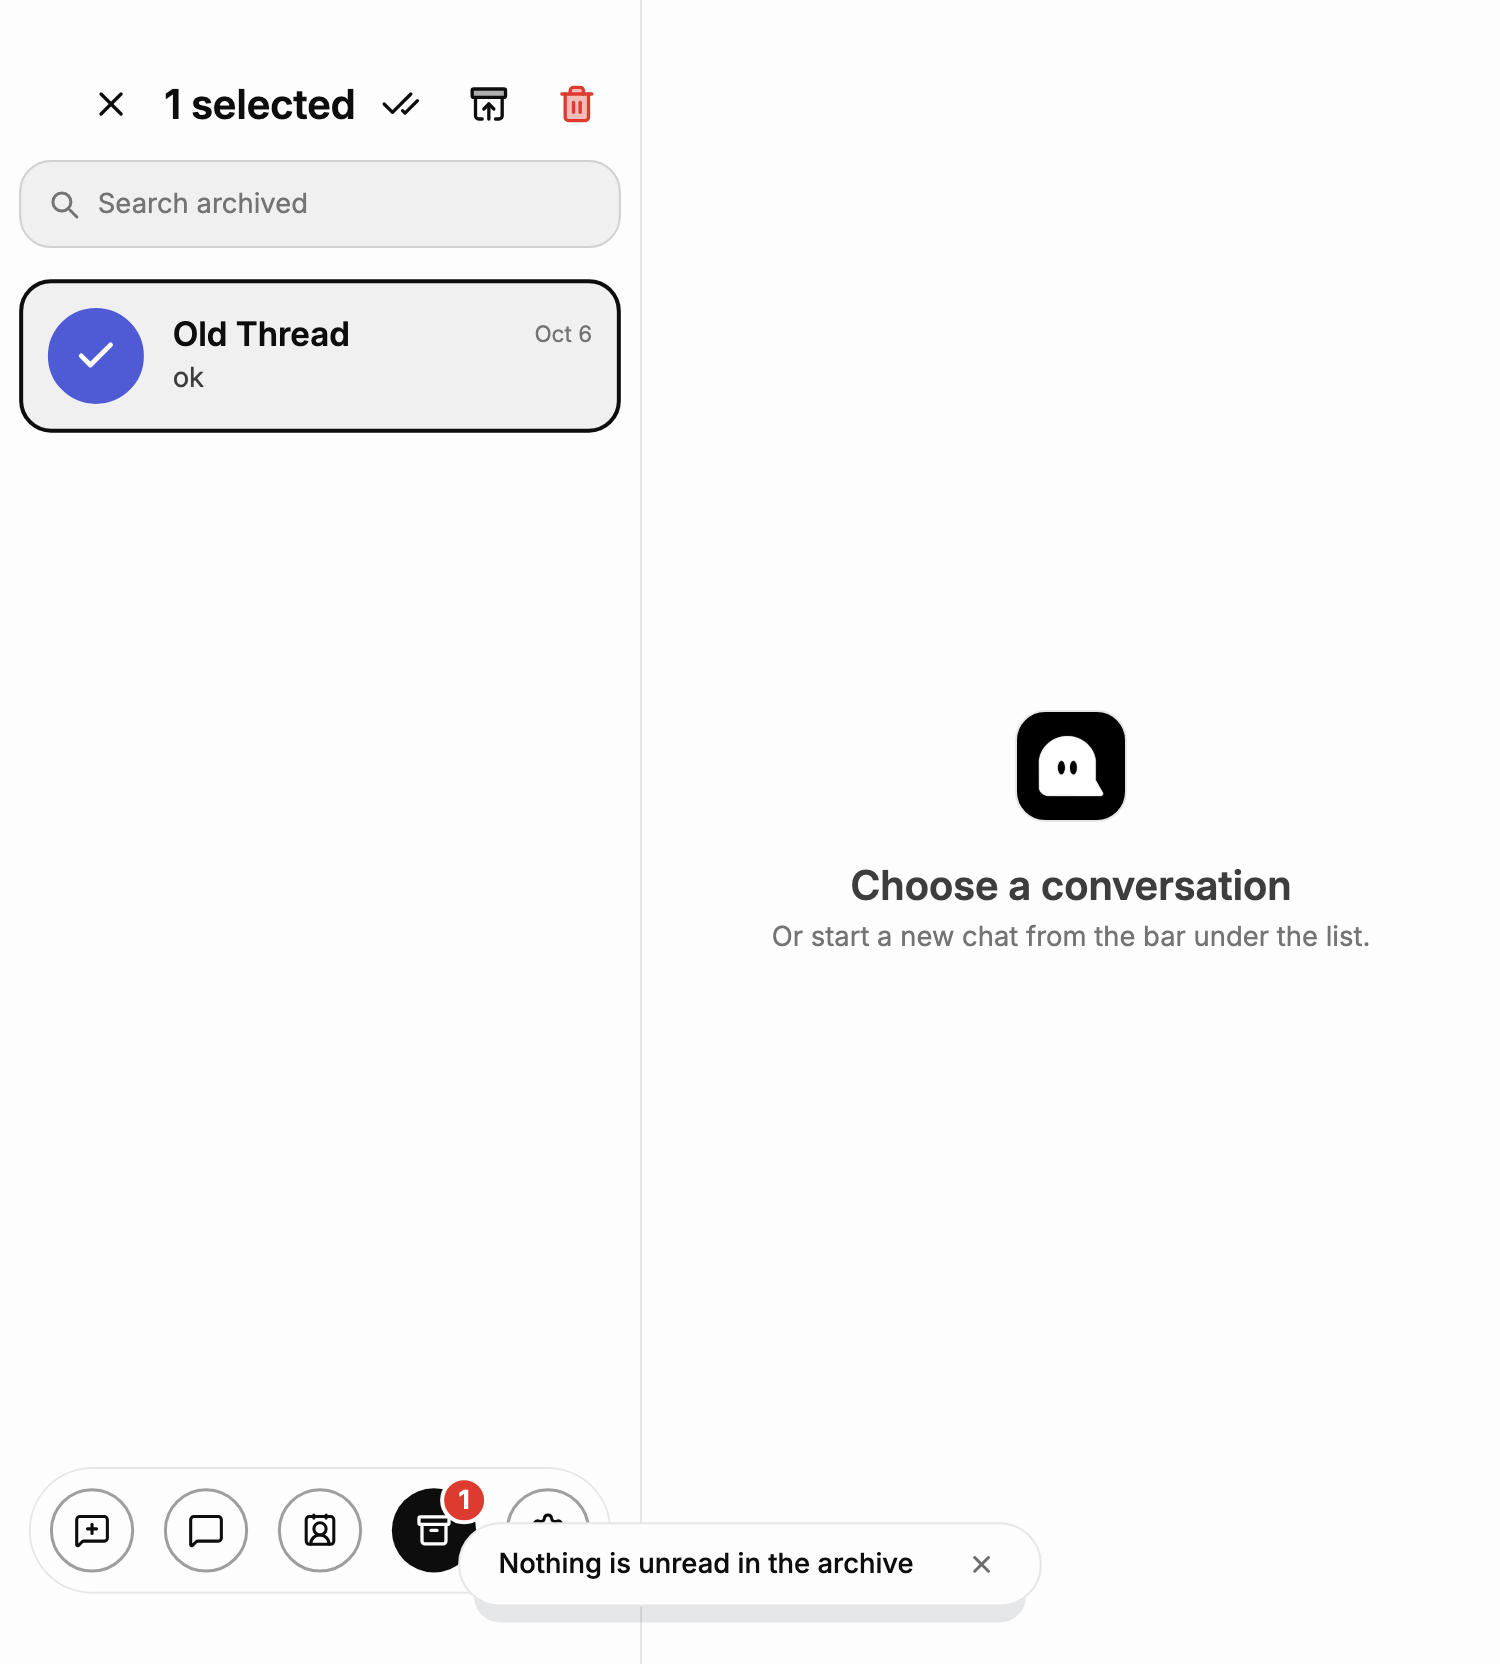 1 selected
Search archived
Old Thread
Oct 6
ok
Choose a conversation
Or start a new chat from the bar under the list.
1
Nothing is unread in the archive